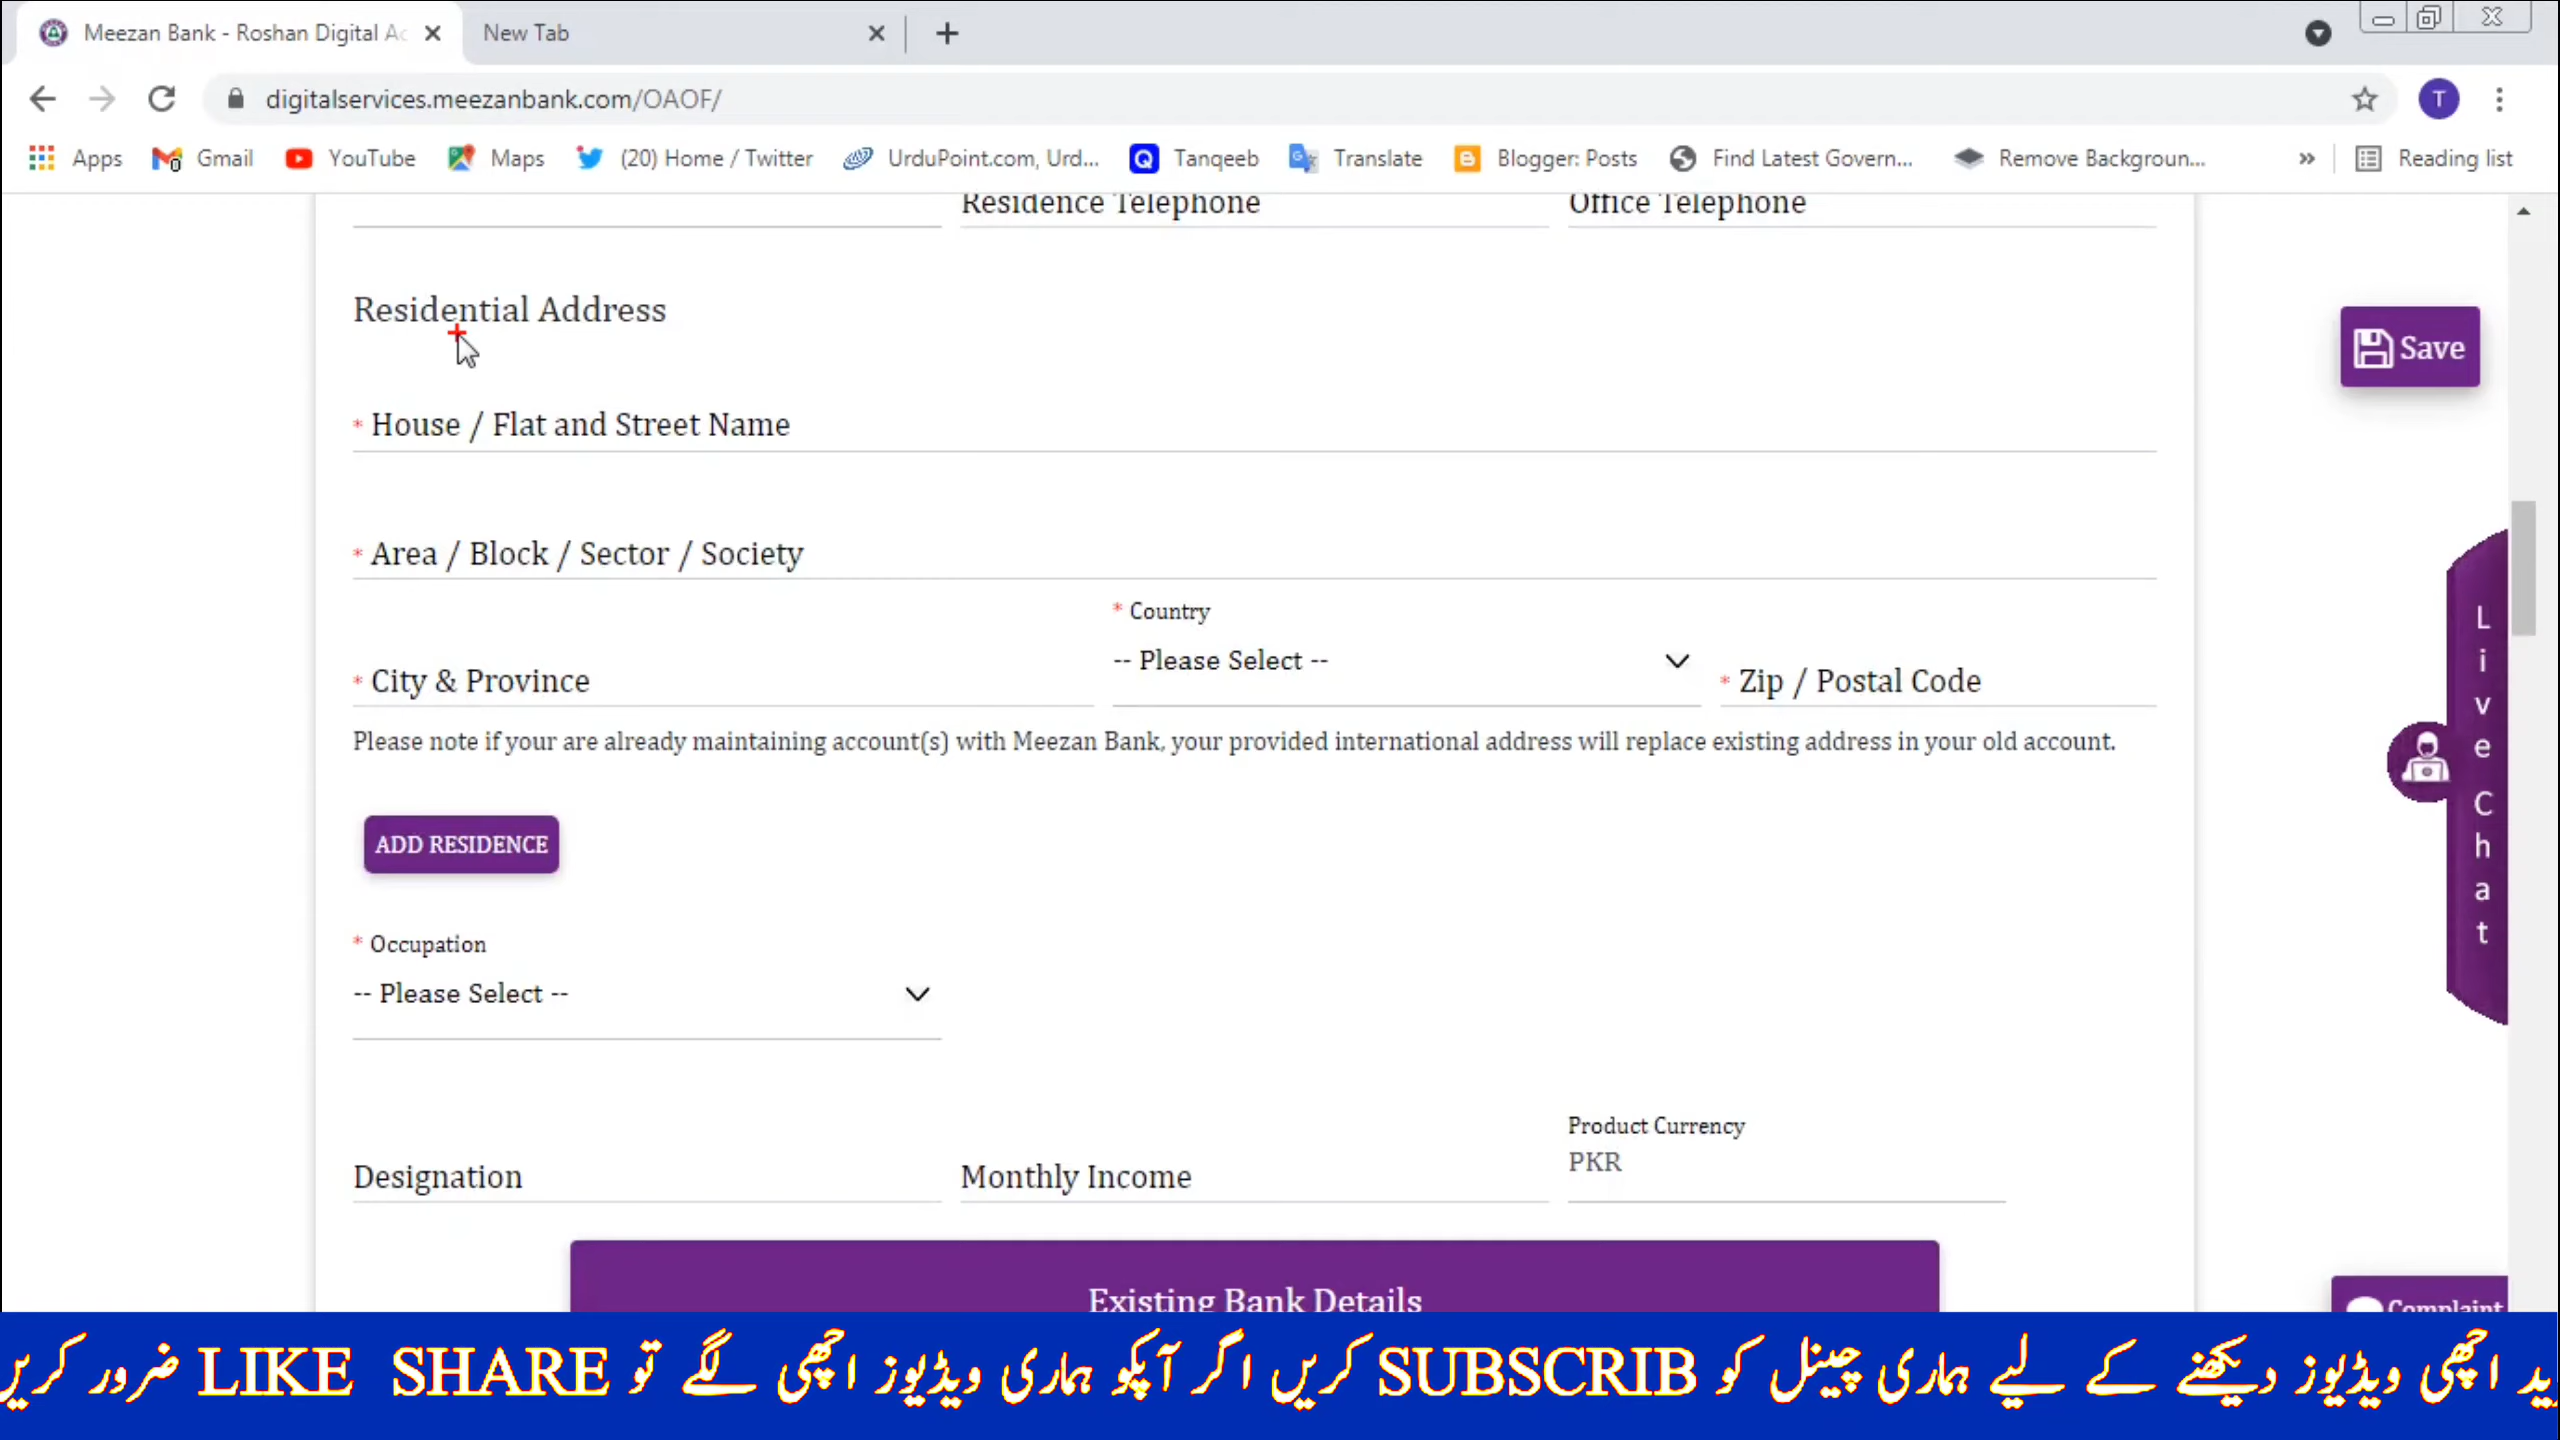 Meezan Bank - Roshan Digital Ac
New Tab
digitalservices.meezanbank.com/OAOF/
T
Apps Gmail YouTube Maps (20) Home / Twitter UrduPoint.com, Urd... Tanqeeb Translate Blogger: Posts Find Latest Govern... Remove Backgroun... » Reading list
Residence Telephone Office Telephone
Residential Address
Save
* House / Flat and Street Name
* Area / Block / Sector / Society
* Country
-- Please Select --
* City & Province
* Zip / Postal Code
Please note if your are already maintaining account(s) with Meezan Bank, your provided international address will replace existing address in your old account.
Live Chat
ADD RESIDENCE
* Occupation
-- Please Select --
Product Currency
PKR
Designation
Monthly Income
Existing Bank Details
Complaint
ید اچھی ویڈیوز دیکھنے کے لیے ہماری چینل کو SUBSCRIB کریں اگر آپکو ہماری ویڈیوز اچھی لگے تو LIKE SHARE ضرور کریں